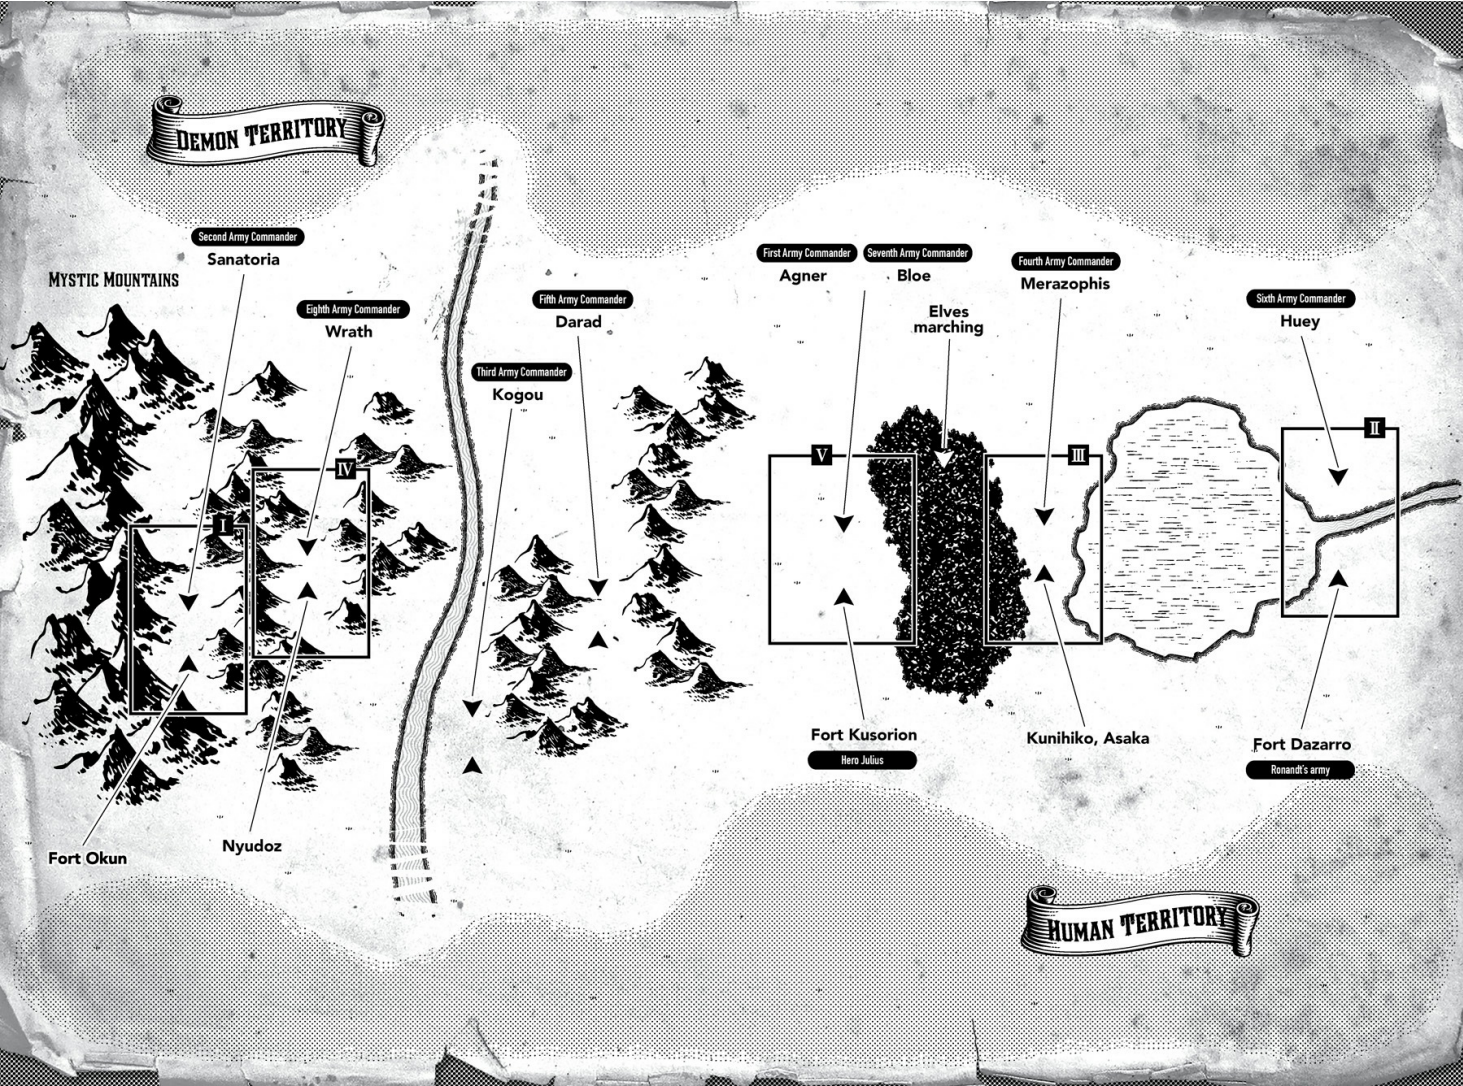 DEMON TERRITORY
Second Army Commander
Sanatoria
MYSTIC MOUNTAINS
Eighth Army Commander
Wrath
Third Army Commander
Kogou
Fifth Army Commander
Darad
First Army Commander
Agner
Seventh Army Commander
Bloe
Elves
marching
Fourth Army Commander
Merazophis
Sixth Army Commander
Huey
I
IV
V
III
II
Fort Okun
Nyudoz
Fort Kusorion
Hero Julius
Kunihiko, Asaka
Fort Dazarro
Ronandt's army
HUMAN TERRITORY